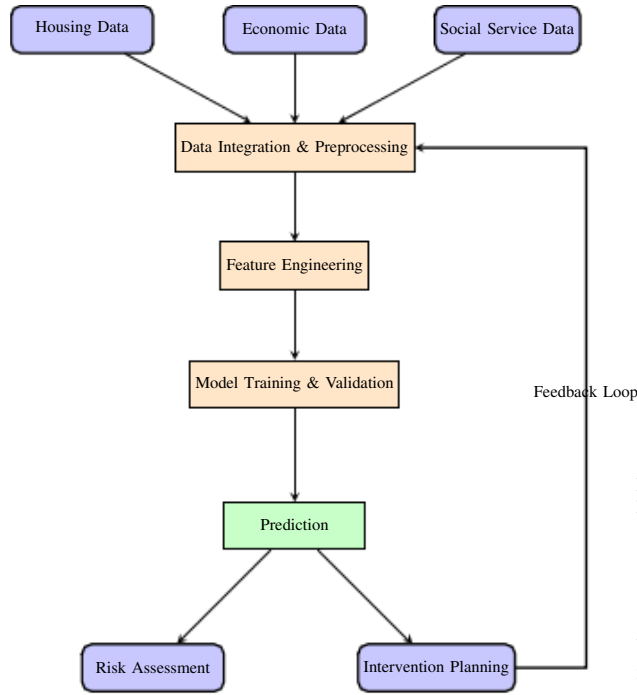 Housing Data
Economic Data
Social Service Data
Data Integration & Preprocessing
Feature Engineering
Model Training & Validation
Feedback Loop
Prediction
Risk Assessment
Intervention Planning